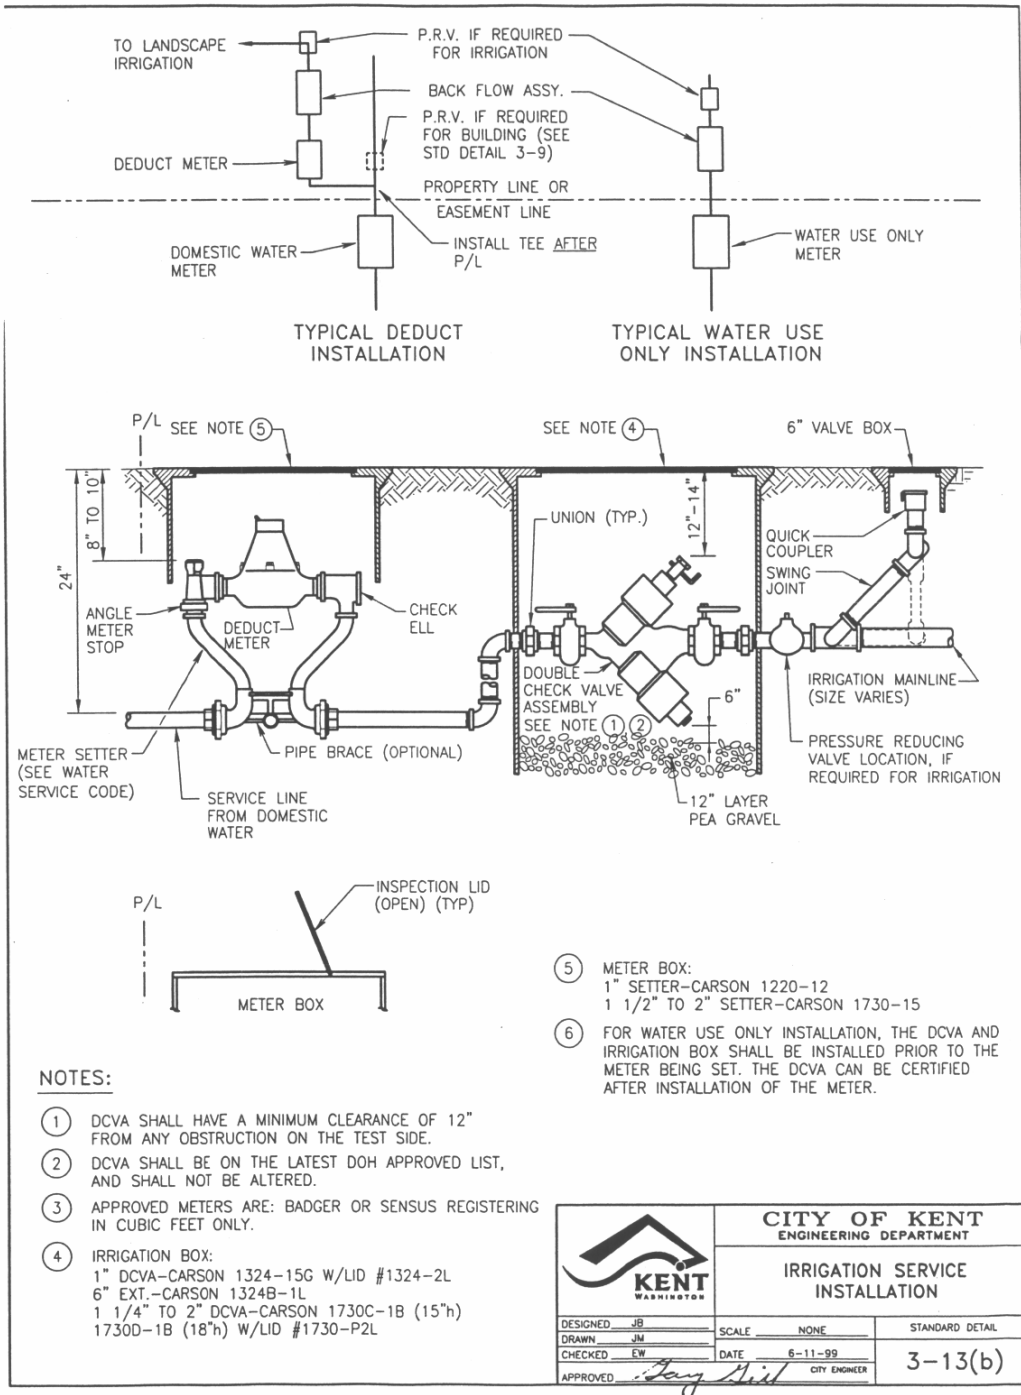 TO LANDSCAPE
IRRIGATION
P.R.V. IF REQUIRED
FOR IRRIGATION
BACK FLOW ASSY.
P.R.V. IF REQUIRED
FOR BUILDING (SEE
STD DETAIL 3-9)
DEDUCT METER
PROPERTY LINE OR
EASEMENT LINE
DOMESTIC WATER
METER
INSTALL TEE AFTER
P/L
WATER USE ONLY
METER
TYPICAL DEDUCT
INSTALLATION
TYPICAL WATER USE
ONLY INSTALLATION
P/L
SEE NOTE 5
SEE NOTE 4
6" VALVE BOX
8" TO 10"
24"
12"-14"
UNION (TYP.)
QUICK
COUPLER
SWING
JOINT
ANGLE
METER
STOP
DEDUCT
METER
CHECK
ELL
DOUBLE
CHECK VALVE
ASSEMBLY
SEE NOTE 1 2
6"
IRRIGATION MAINLINE
(SIZE VARIES)
METER SETTER
(SEE WATER
SERVICE CODE)
PIPE BRACE (OPTIONAL)
PRESSURE REDUCING
VALVE LOCATION, IF
REQUIRED FOR IRRIGATION
SERVICE LINE
FROM DOMESTIC
WATER
12" LAYER
PEA GRAVEL
P/L
INSPECTION LID
(OPEN) (TYP)
METER BOX
5 METER BOX:
1" SETTER-CARSON 1220-12
1 1/2" TO 2" SETTER-CARSON 1730-15
6 FOR WATER USE ONLY INSTALLATION, THE DCVA AND
IRRIGATION BOX SHALL BE INSTALLED PRIOR TO THE
METER BEING SET. THE DCVA CAN BE CERTIFIED
AFTER INSTALLATION OF THE METER.
NOTES:
1 DCVA SHALL HAVE A MINIMUM CLEARANCE OF 12"
FROM ANY OBSTRUCTION ON THE TEST SIDE.
2 DCVA SHALL BE ON THE LATEST DOH APPROVED LIST,
AND SHALL NOT BE ALTERED.
3 APPROVED METERS ARE: BADGER OR SENSUS REGISTERING
IN CUBIC FEET ONLY.
4 IRRIGATION BOX:
1" DCVA-CARSON 1324-15G W/LID #1324-2L
6" EXT.-CARSON 1324B-1L
1 1/4" TO 2" DCVA-CARSON 1730C-1B (15"h)
1730D-1B (18"h) W/LID #1730-P2L
KENT
WASHINGTON
CITY OF KENT
ENGINEERING DEPARTMENT
IRRIGATION SERVICE
INSTALLATION
DESIGNED JB
DRAWN JM
CHECKED EW
APPROVED Gary Gill CITY ENGINEER
SCALE NONE
DATE 6-11-99
STANDARD DETAIL
3-13(b)